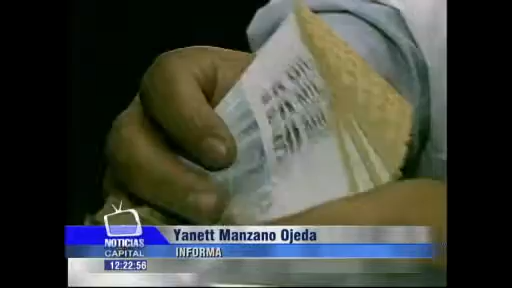 Yanett Manzano Ojeda
NOTICIAS
INFORMA
CAPITAL
12:22:56